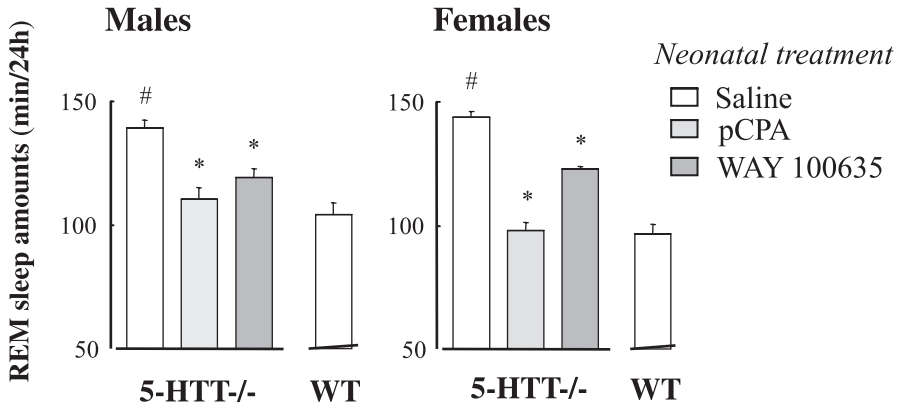 Males
Females
REM sleep amounts (min/24h)
Neonatal treatment
Saline
pCPA
WAY 100635
150
100
50
#
*
*
5-HTT-/-
WT
150
100
50
#
*
*
5-HTT-/-
WT